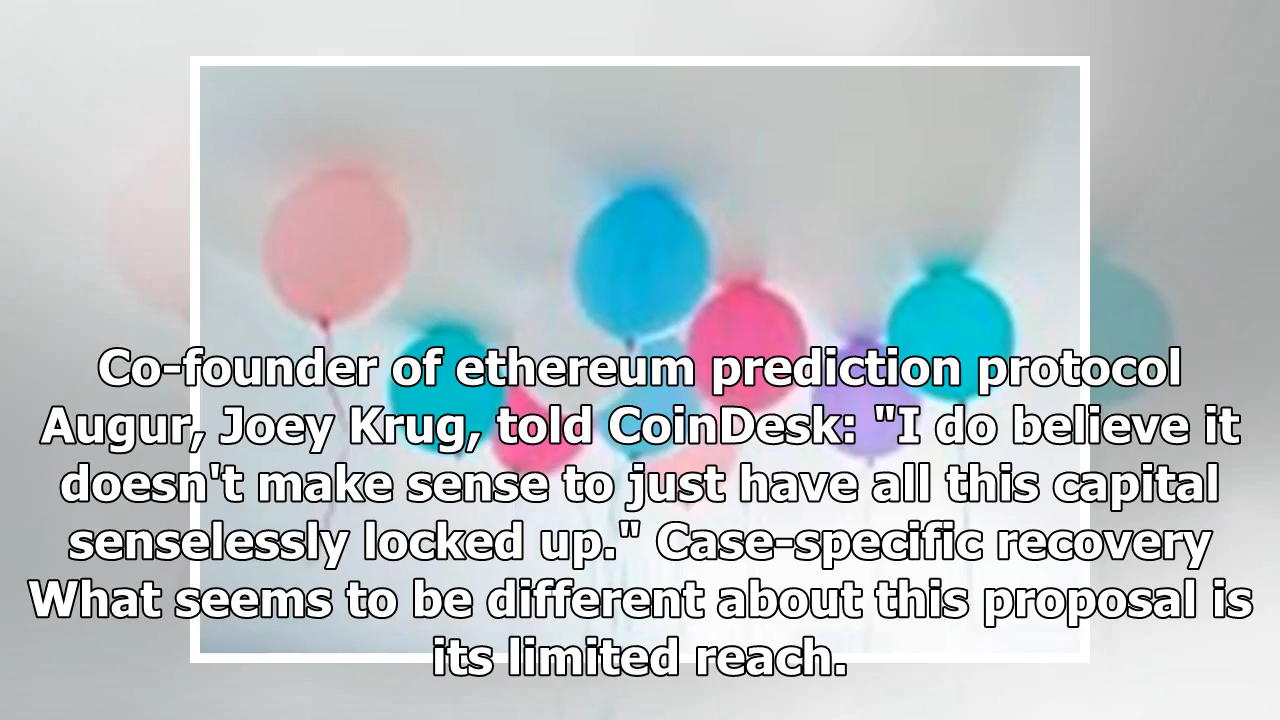 Co-founder of ethereum prediction protocol
Augur, Joey Krug, told CoinDesk: "I do believe it
doesn't make sense to just have all this capital
senselessly locked up." Case-specific recovery
What seems to be different about this proposal is
its limited reach.